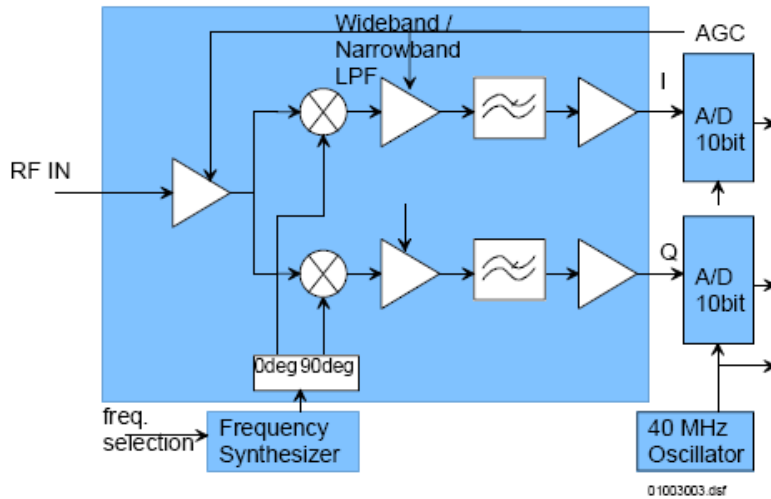 Wideband /
Narrowband
LPF
AGC
I
A/D
10bit
RF IN
Q
A/D
10bit
0deg 90deg
freq.
selection
Frequency
Synthesizer
40 MHz
Oscillator
01003003.dsf